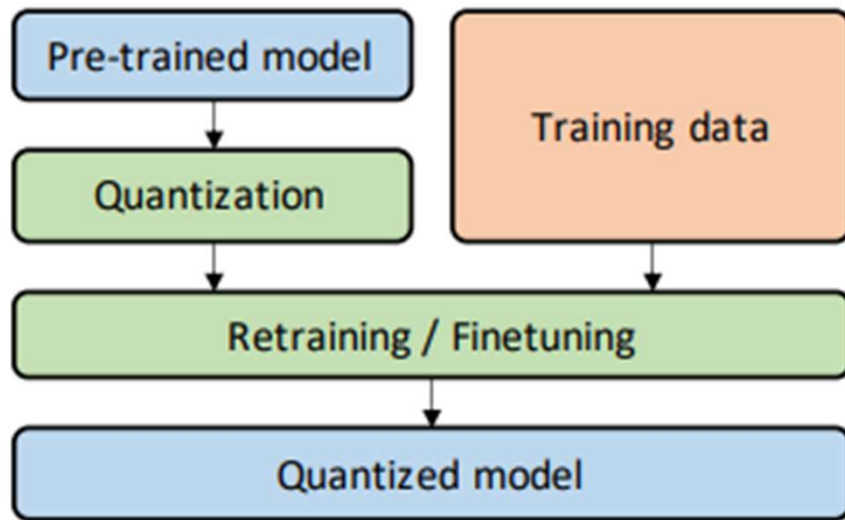 Pre-trained model
Training data
Quantization
Retraining / Finetuning
Quantized model